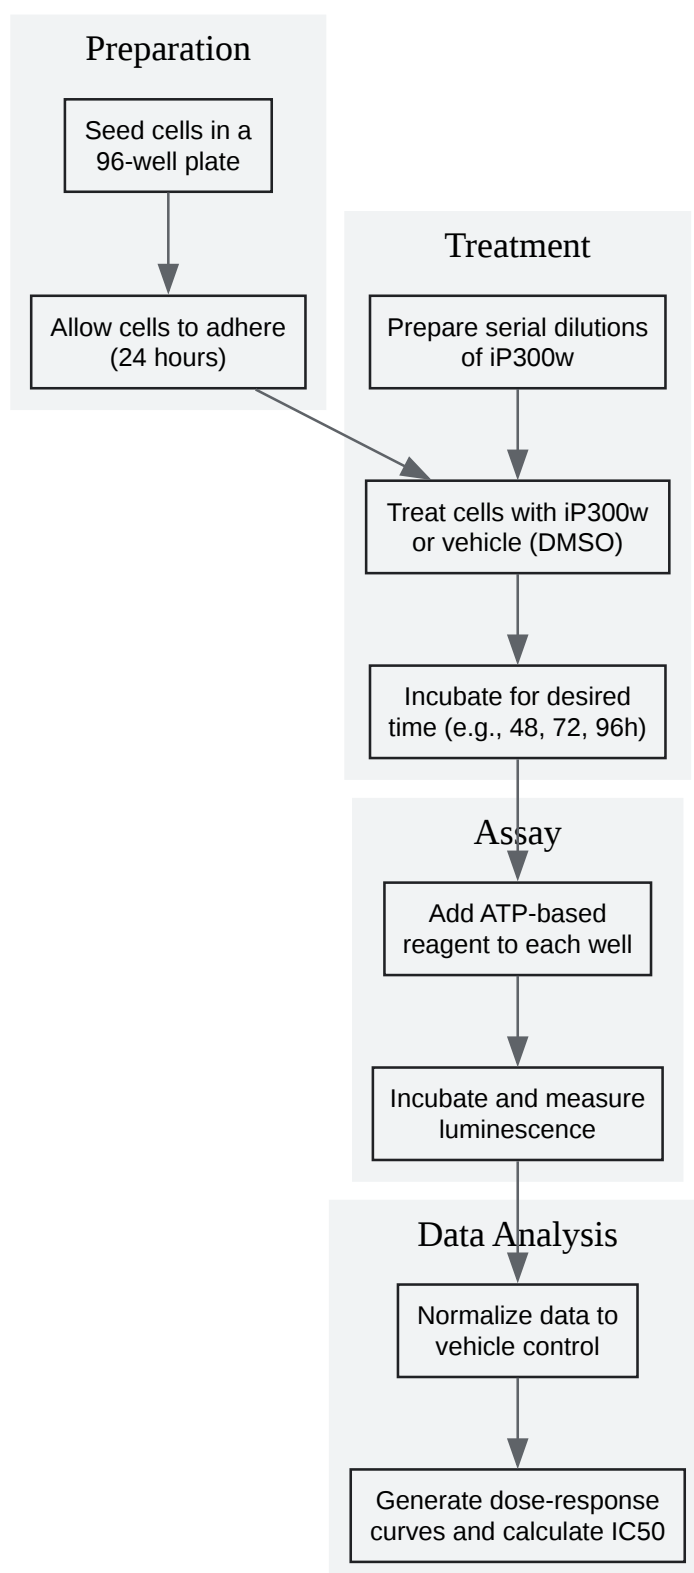 Preparation
Seed cells in a
96-well plate
Allow cells to adhere
(24 hours)
Treatment
Prepare serial dilutions
of iP300w
Treat cells with iP300w
or vehicle (DMSO)
Incubate for desired
time (e.g., 48, 72, 96h)
Assay
Add ATP-based
reagent to each well
Incubate and measure
luminescence
Data Analysis
Normalize data to
vehicle control
Generate dose-response
curves and calculate IC50